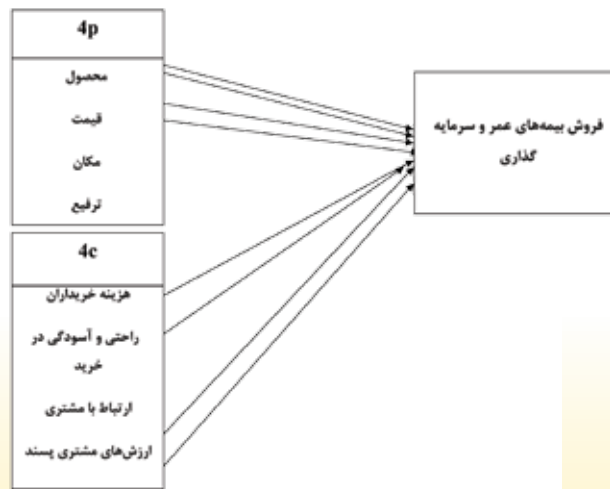 4p
محصول
قیمت
مکان
ترفیع
فروش بیمه‌های عمر و سرمایه
گذاری
4c
هزینه خریداران
راحتی و آسودگی در
خرید
ارتباط با مشتری
ارزش‌های مشتری پسند